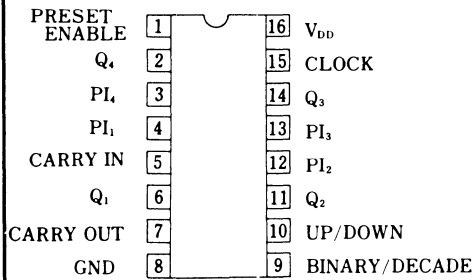 PRESET
ENABLE 1 16 VDD
Q4 2 15 CLOCK
PI4 3 14 Q3
PI1 4 13 PI3
CARRY IN 5 12 PI2
Q1 6 11 Q2
CARRY OUT 7 10 UP/DOWN
GND 8 9 BINARY/DECADE